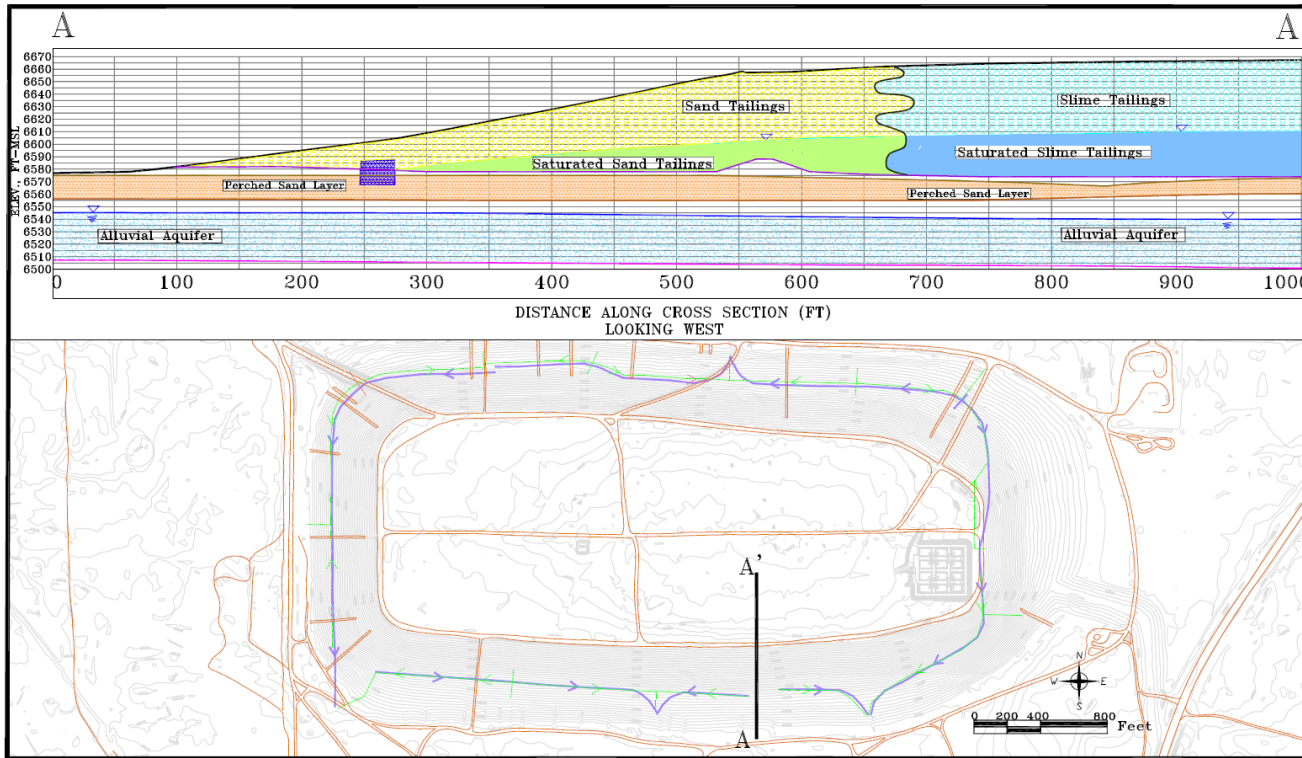 A A
6670
6660
6650
6640
6630
6620
6610
6600
6590
6580
6570
6560
6550
6540
6530
6520
6510
6500
ELEV. FT-MSL
Sand Tailings
Slime Tailings
Saturated Sand Tailings
Saturated Slime Tailings
Perched Sand Layer
Perched Sand Layer
Alluvial Aquifer
Alluvial Aquifer
0 100 200 300 400 500 600 700 800 900 1000
DISTANCE ALONG CROSS SECTION (FT)
LOOKING WEST
A'
A
N
W E
S
0 200 400 800
Feet